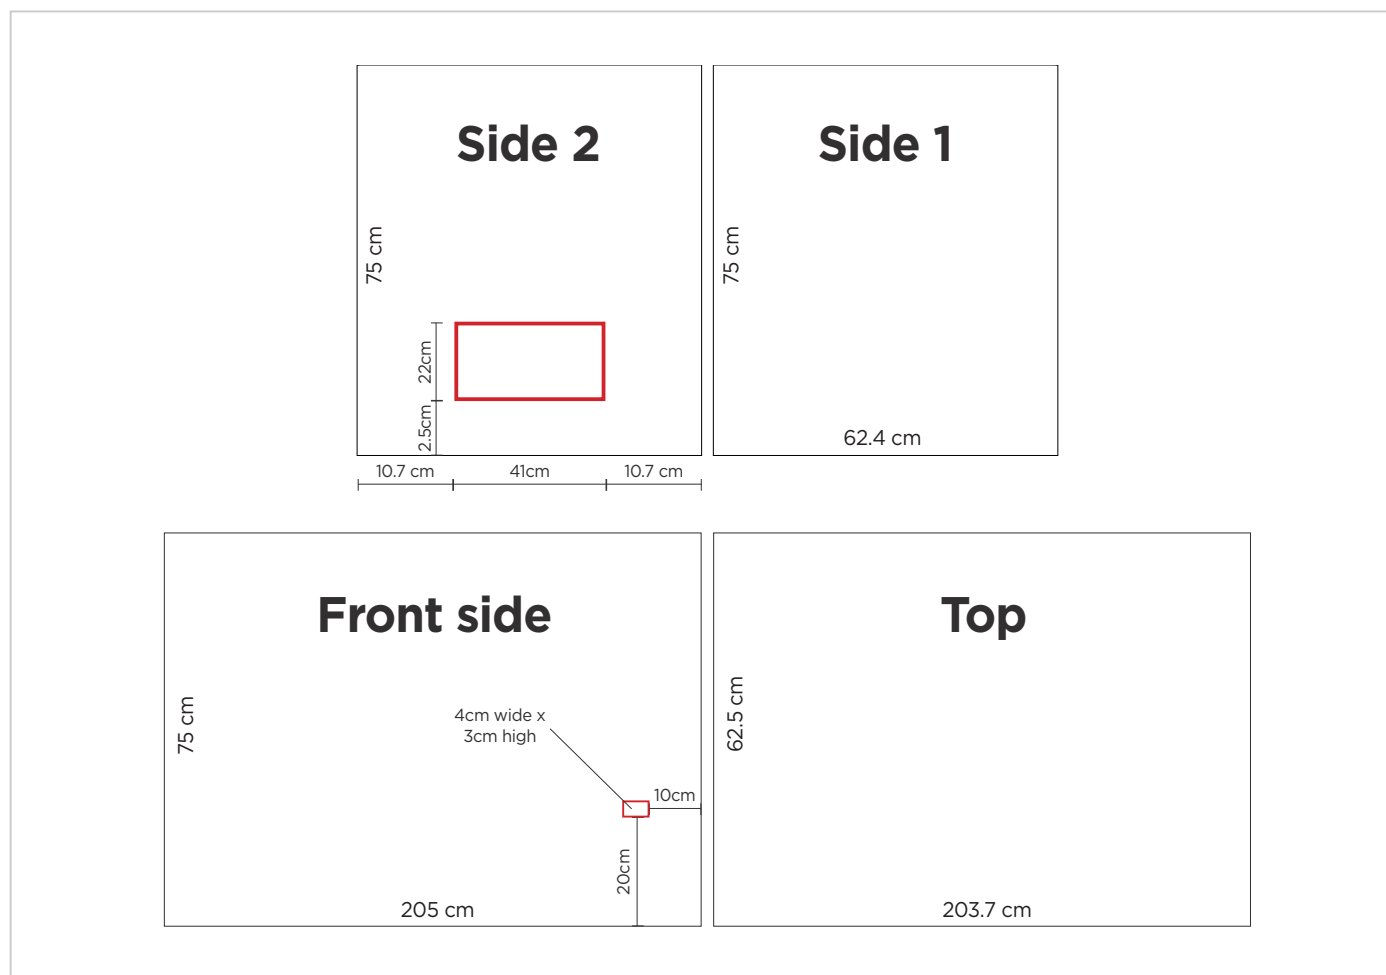 Side 2
75 cm
22cm
2.5cm
10.7 cm
41cm
10.7 cm
Side 1
75 cm
62.4 cm
Front side
75 cm
4cm wide x
3cm high
10cm
20cm
205 cm
Top
62.5 cm
203.7 cm